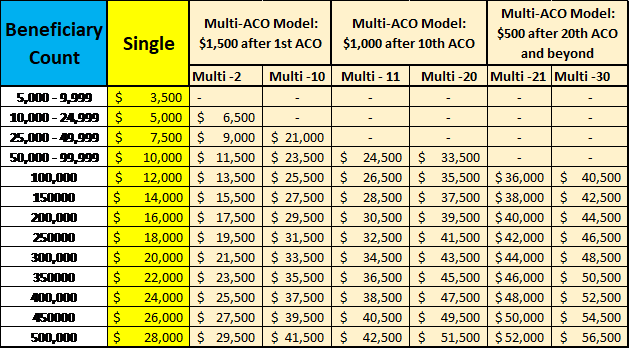 Beneficiary Count Single Multi-ACO Model: $1,500 after 1st ACO Multi-ACO Model: $1,000 after 10th ACO Multi-ACO Model: $500 after 20th ACO and beyond
Multi -2 Multi -10 Multi - 11 Multi -20 Multi -21 Multi -30
5,000 - 9,999 $ 3,500 - - - - - -
10,000 - 24,999 $ 5,000 $ 6,500 - - - - -
25,000 - 49,999 $ 7,500 $ 9,000 $ 21,000 - - - -
50,000 - 99,999 $ 10,000 $ 11,500 $ 23,500 $ 24,500 $ 33,500 - -
100,000 $ 12,000 $ 13,500 $ 25,500 $ 26,500 $ 35,500 $ 36,000 $ 40,500
150000 $ 14,000 $ 15,500 $ 27,500 $ 28,500 $ 37,500 $ 38,000 $ 42,500
200,000 $ 16,000 $ 17,500 $ 29,500 $ 30,500 $ 39,500 $ 40,000 $ 44,500
250000 $ 18,000 $ 19,500 $ 31,500 $ 32,500 $ 41,500 $ 42,000 $ 46,500
300,000 $ 20,000 $ 21,500 $ 33,500 $ 34,500 $ 43,500 $ 44,000 $ 48,500
350000 $ 22,000 $ 23,500 $ 35,500 $ 36,500 $ 45,500 $ 46,000 $ 50,500
400,000 $ 24,000 $ 25,500 $ 37,500 $ 38,500 $ 47,500 $ 48,000 $ 52,500
450000 $ 26,000 $ 27,500 $ 39,500 $ 40,500 $ 49,500 $ 50,000 $ 54,500
500,000 $ 28,000 $ 29,500 $ 41,500 $ 42,500 $ 51,500 $ 52,000 $ 56,500